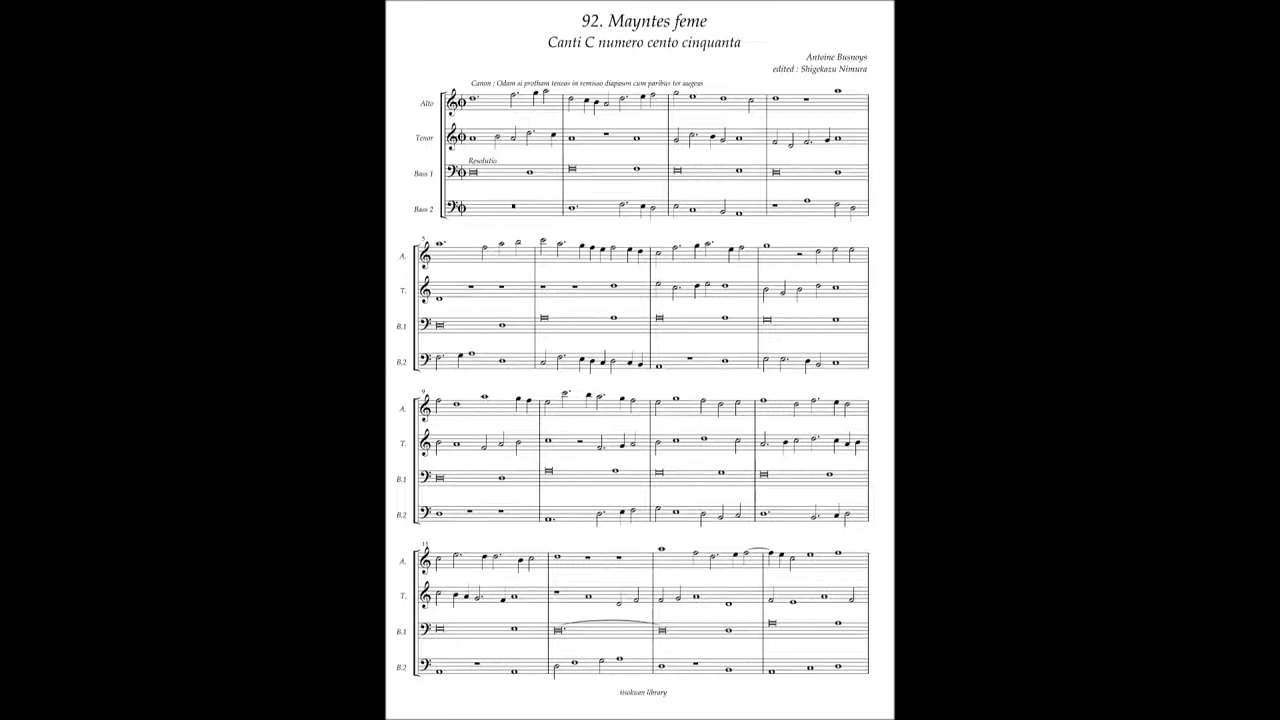 92. Mayntes feme
Canti C numero cento cinquanta
Antoine Busnoys
edited : Shigekazu Nimura
Canon : Odam si protham teneas in remisso diapason cum paribus ter augeas
Alto
Tenor
Resolutio
Bass 1
Bass 2
5
A.
T.
B.1
B.2
9
A.
T.
B.1
B.2
13
A.
T.
B.1
B.2
tisokuan library